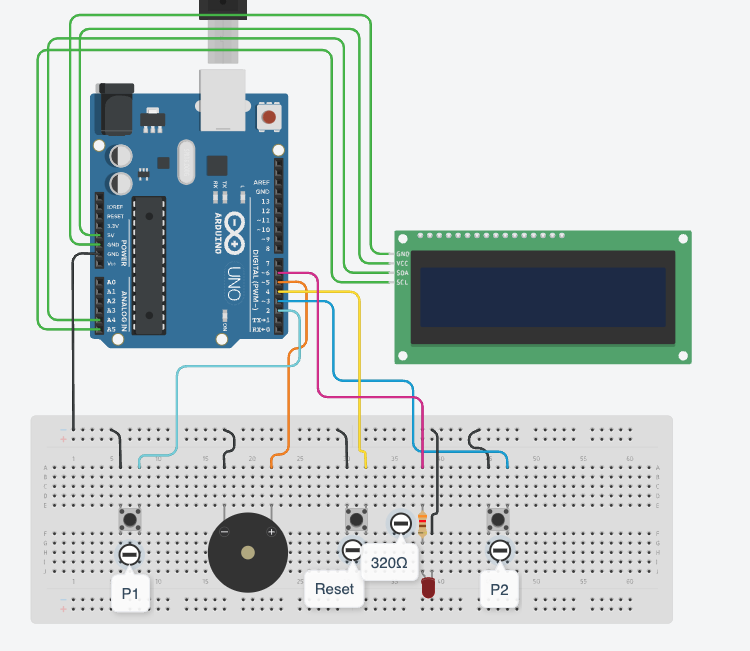 AREF
GND
13
12
~11
~10
~9
8
7
~6
~5
4
~3
2
TX→1
RX←0
DIGITAL (PWM~)
IOREF
RESET
3.3V
5V
GND
GND
Vin
POWER
A0
A1
A2
A3
A4
A5
ANALOG IN
RX
TX
L
ARDUINO
UNO
ON
GND
VCC
SDA
SCL
1
5
10
15
20
25
30
35
40
45
50
55
60
A
B
C
D
E
F
G
H
I
J
P1
Reset
320Ω
P2